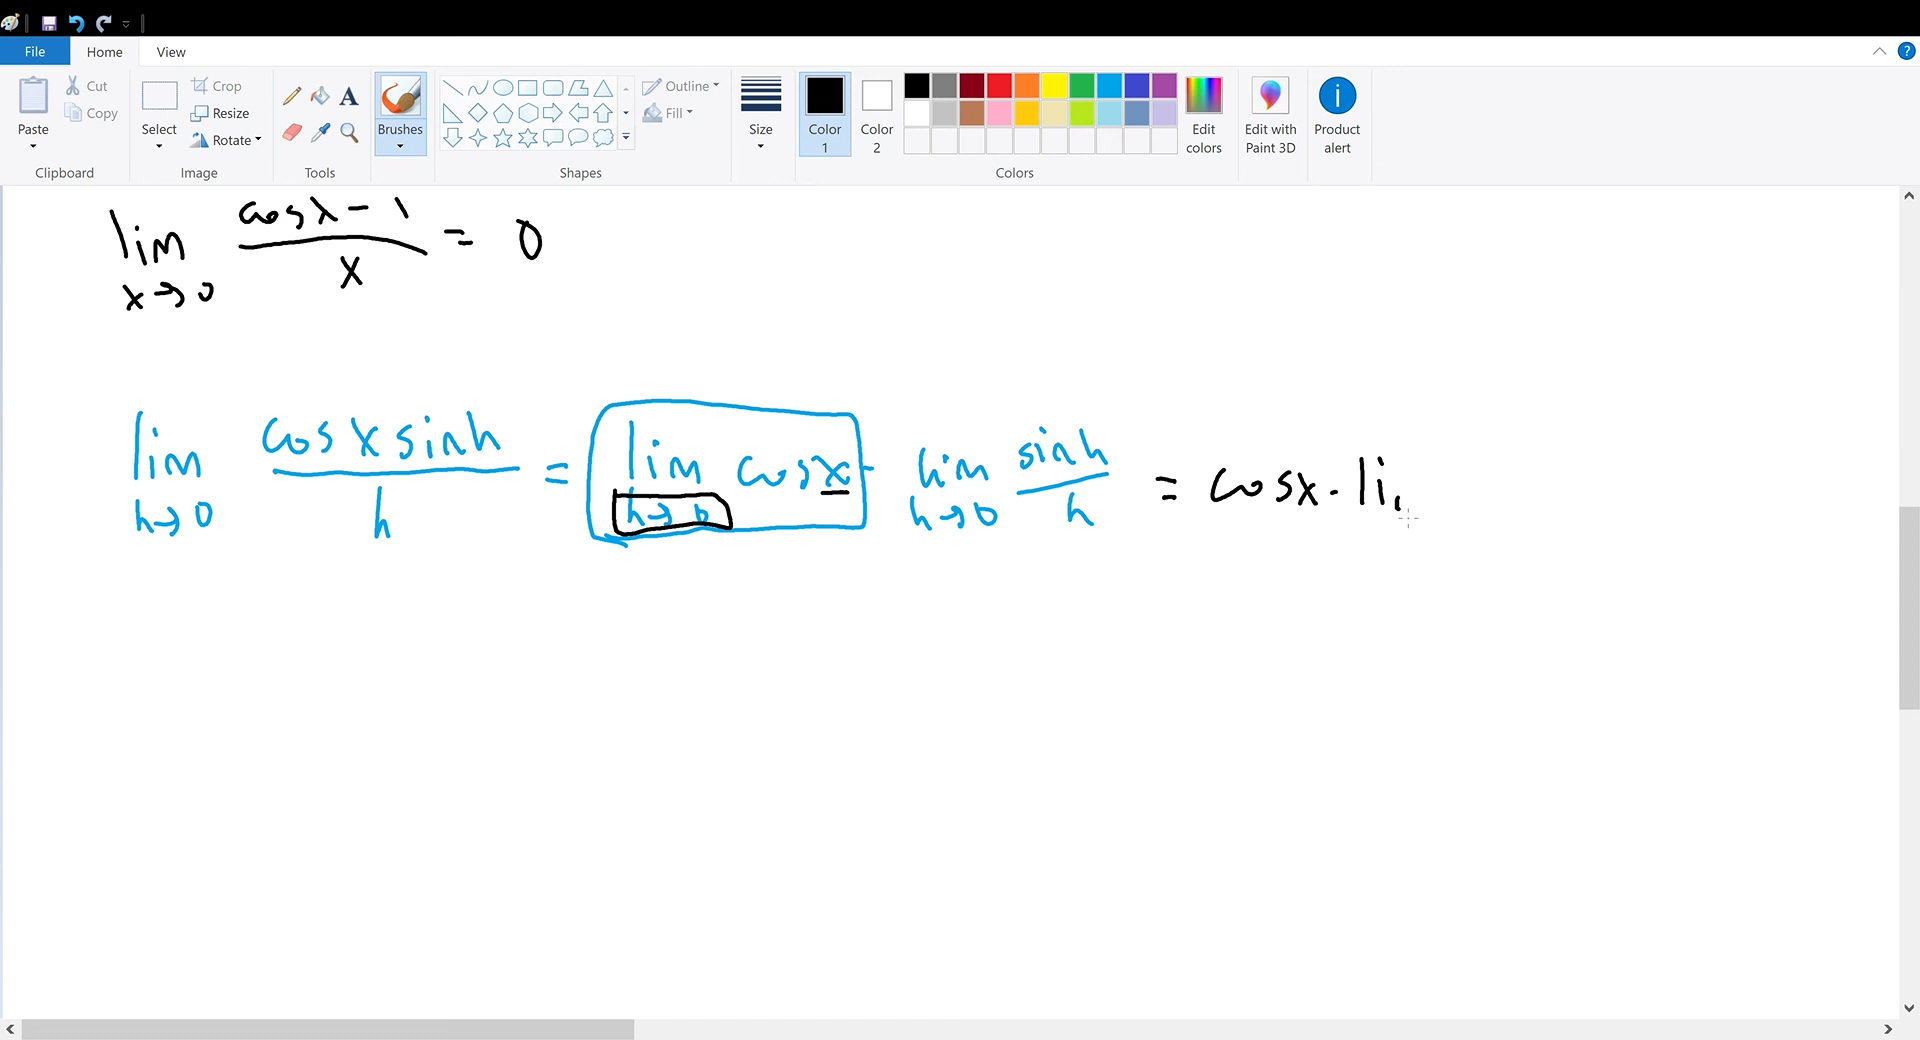 File Home View
Paste Cut Copy Clipboard
Select Crop Resize Rotate Image
Tools
Brushes
Outline Fill Shapes
Size
Color 1 Color 2 Edit colors Colors
Edit with Paint 3D
Product alert
lim x→0 cosx - 1 / x = 0
lim h→0 cosx sinh / h = lim h→0 cosx · lim h→0 sinh / h = cosx · li